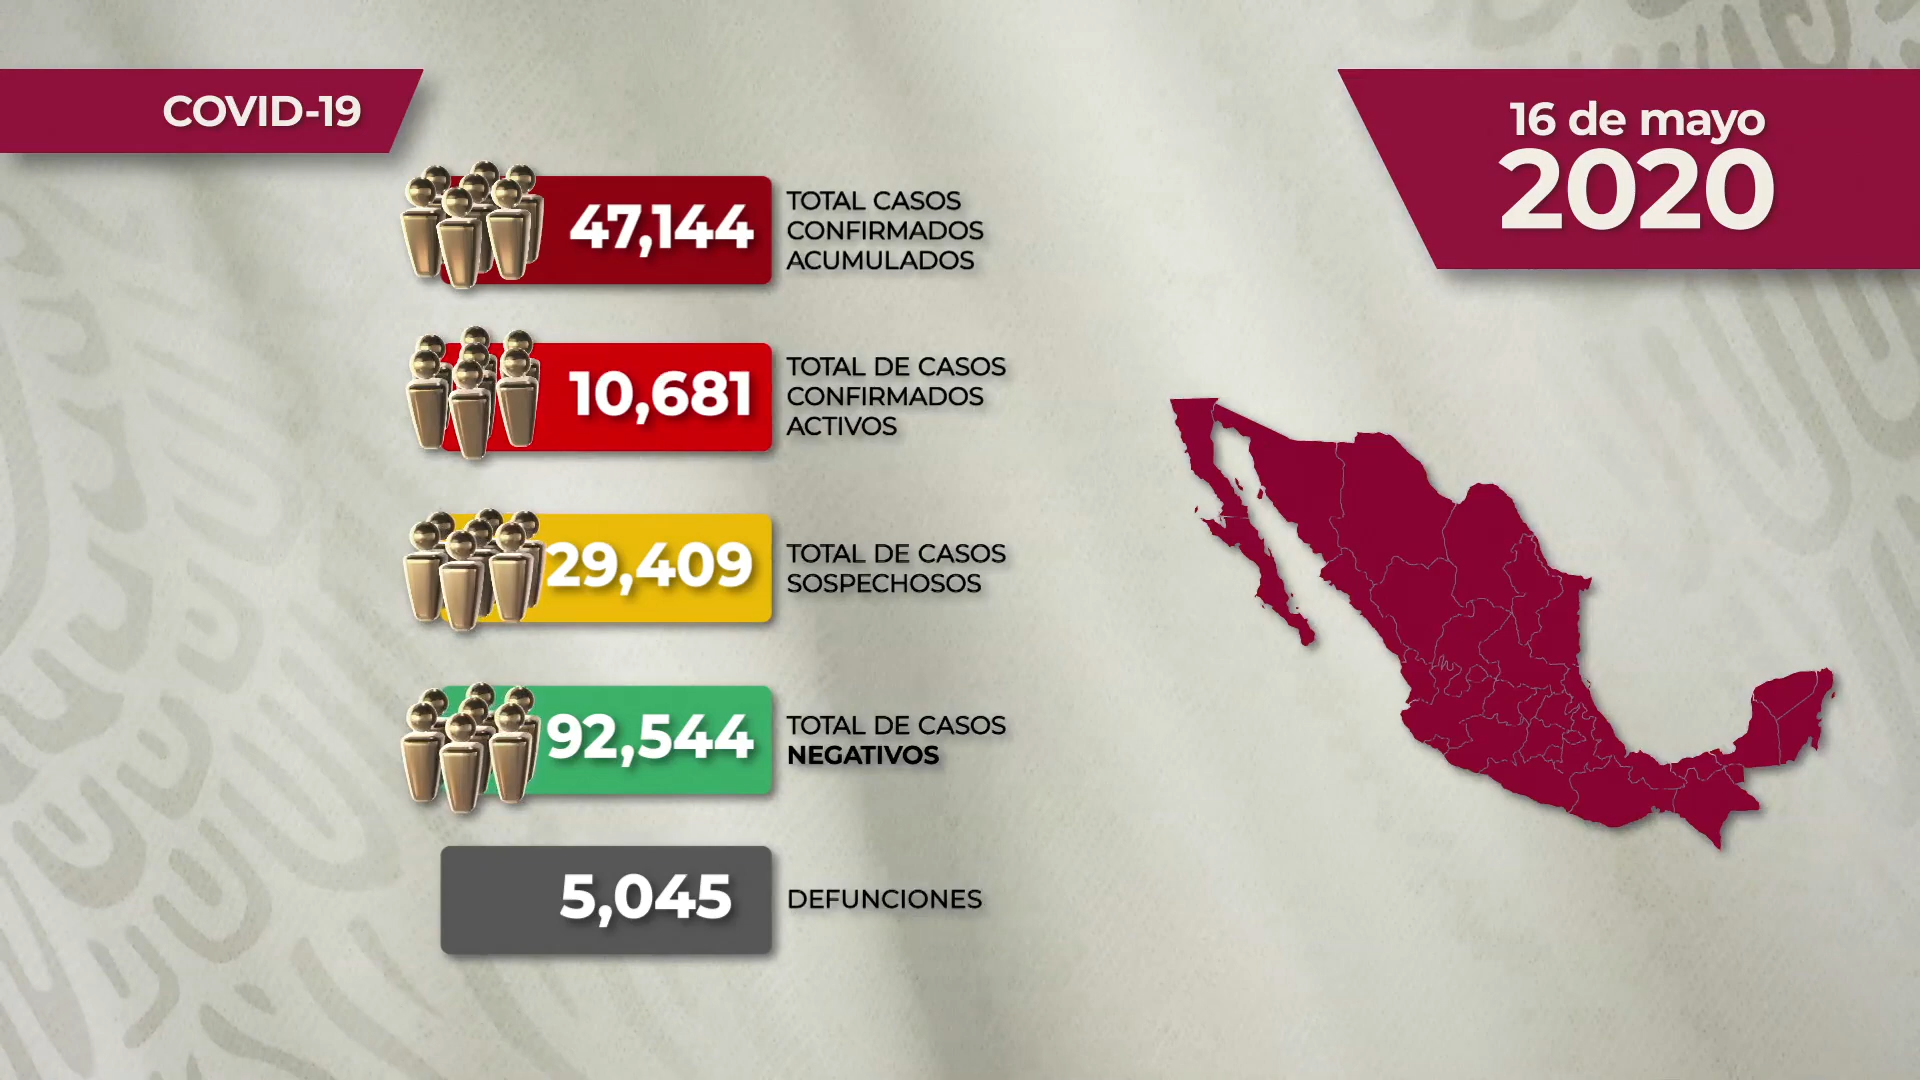 COVID-19
16 de mayo
2020
47,144
TOTAL CASOS
CONFIRMADOS
ACUMULADOS
10,681
TOTAL DE CASOS
CONFIRMADOS
ACTIVOS
29,409
TOTAL DE CASOS
SOSPECHOSOS
92,544
TOTAL DE CASOS
NEGATIVOS
5,045
DEFUNCIONES